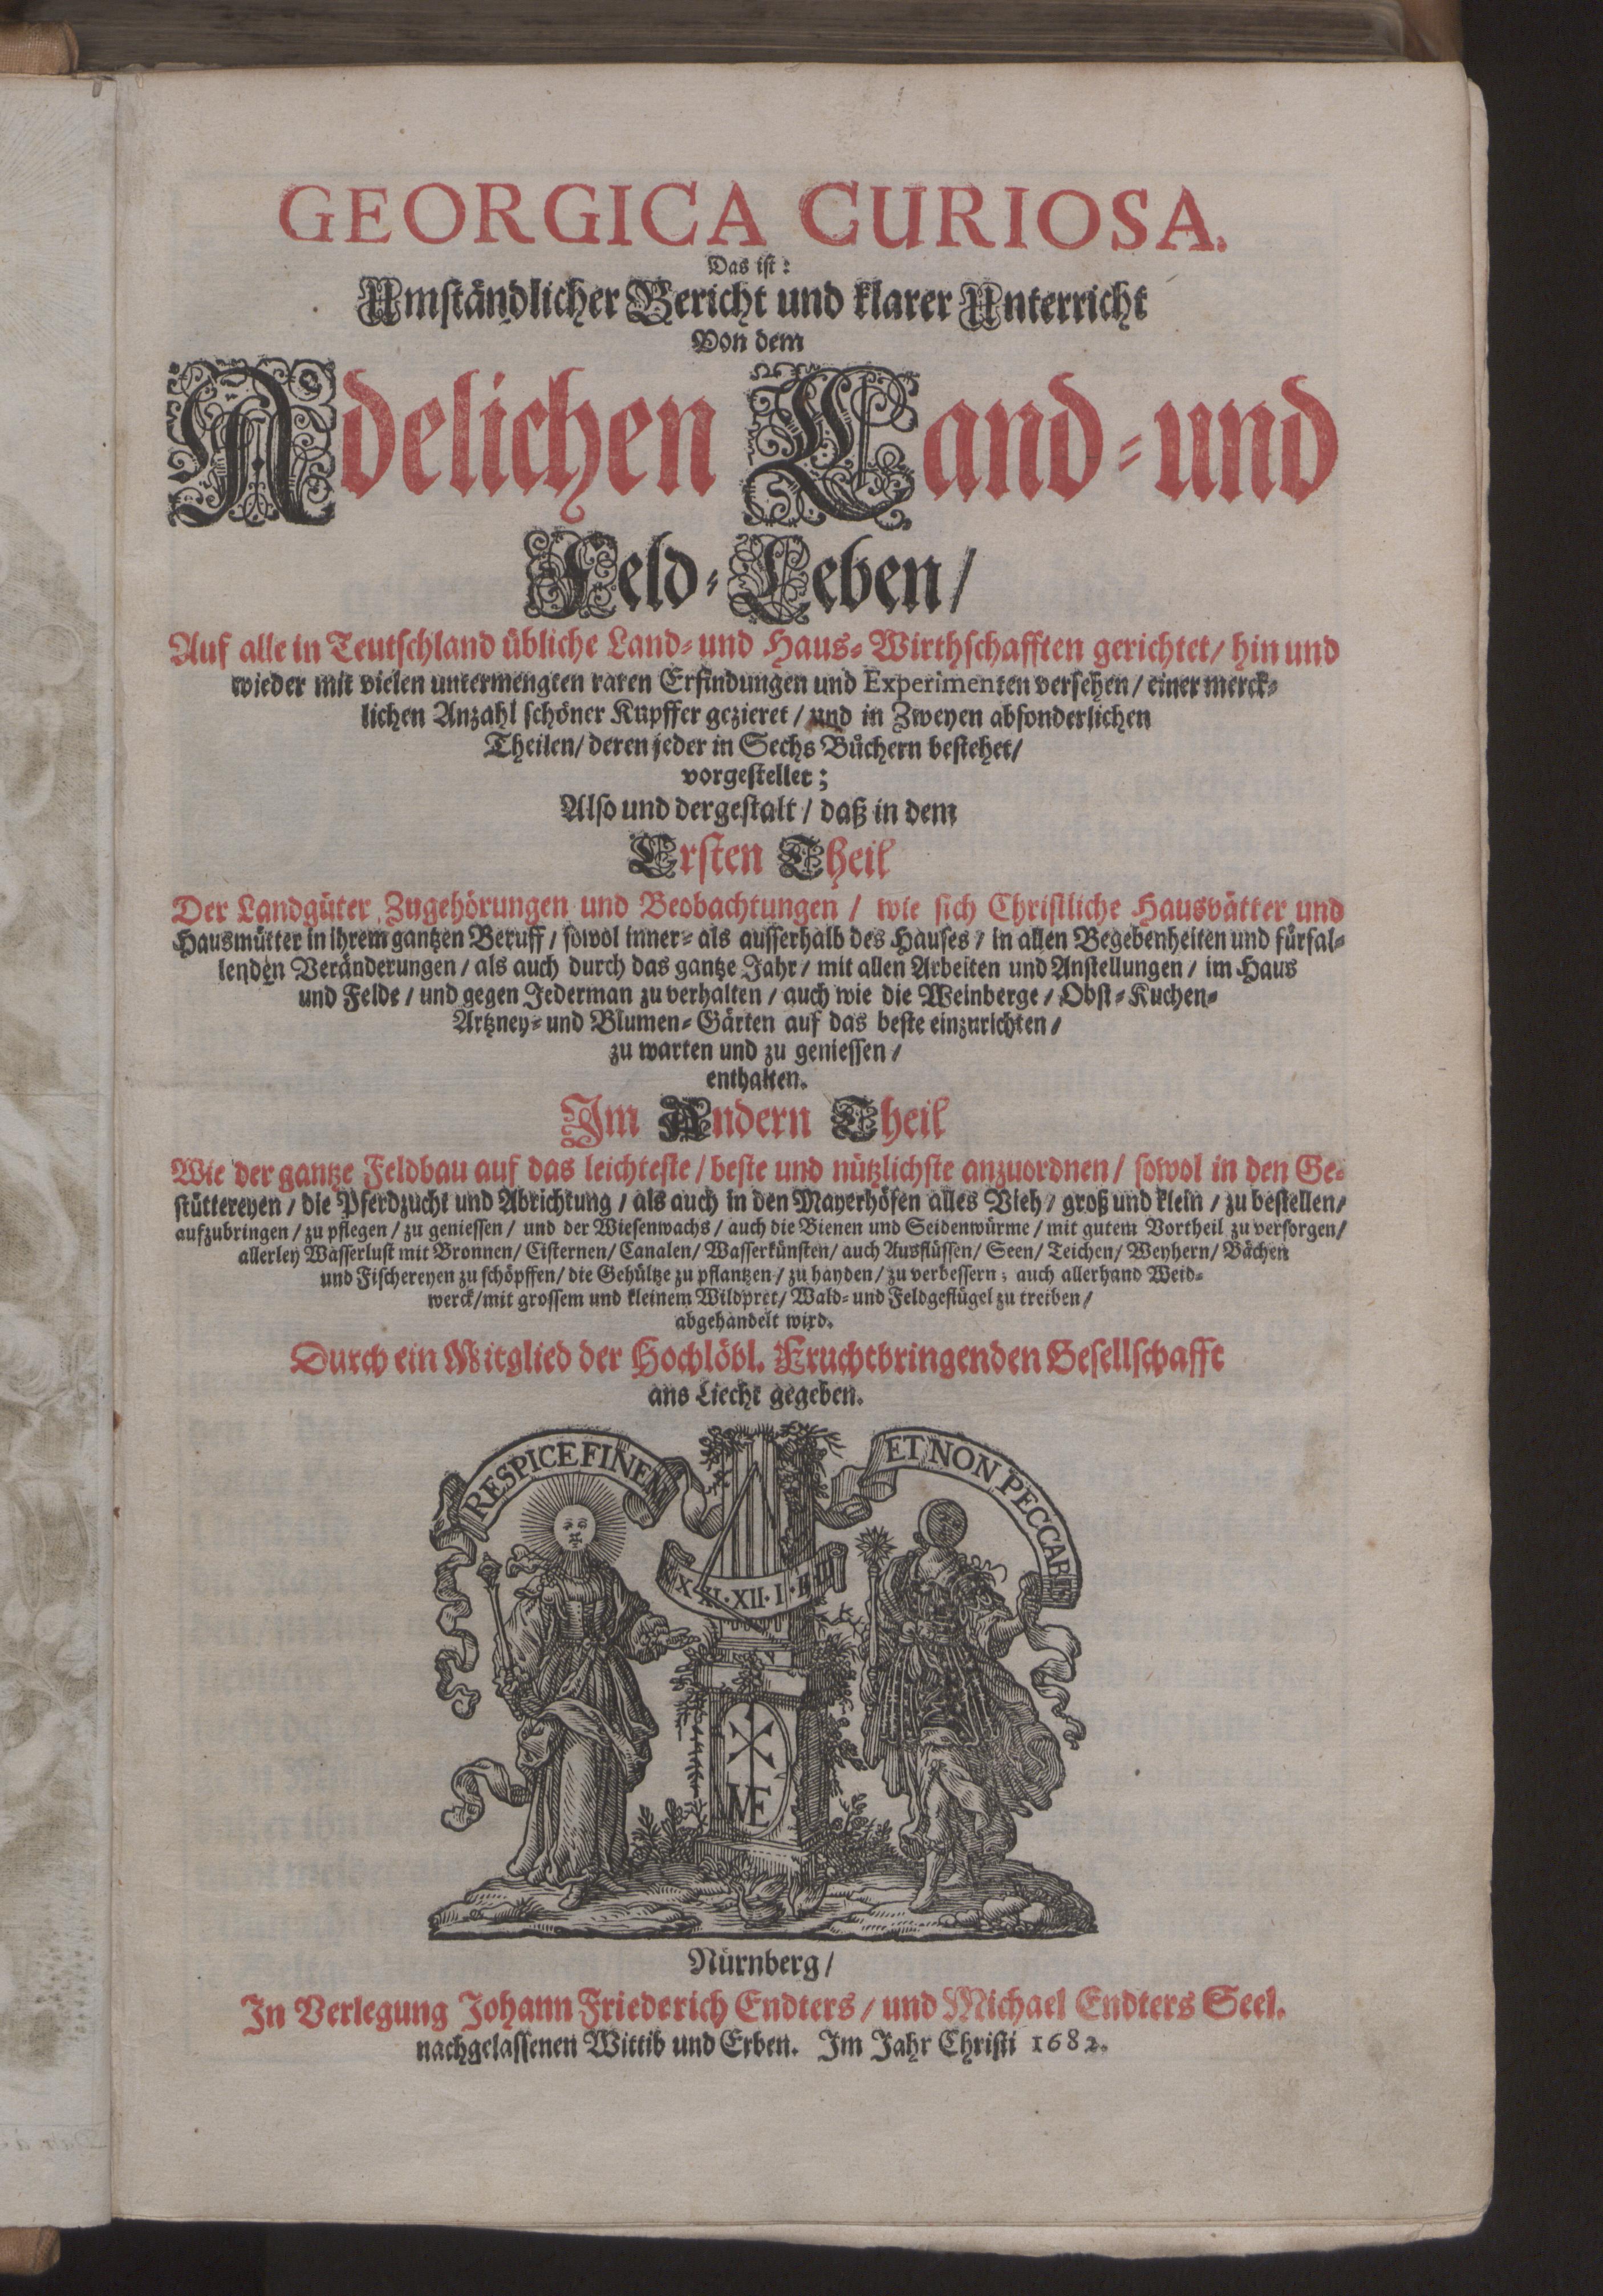 GEORGICA CURIOSA.
Das ist:
Umständlicher Bericht und klarer Unterricht
Von dem
Adelichen Land- und
Feld-Leben/
Auf alle in Teutschland übliche Land- und Haus-Wirthschafften gerichtet/ hin und
wieder mit vielen untermengten raren Erfindungen und Experimenten versehen/ einer merck-
lichen Anzahl schöner Kupffer gezieret/ und in Zweyen absonderlichen
Theilen/ deren jeder in Sechs Büchern bestehet/
vorgestellet;
Also und dergestalt/ daß in dem
Ersten Theil
Der Landgüter Zugehörungen und Beobachtungen/ wie sich Christliche Hausvätter und
Hausmütter in ihrem gantzen Beruff/ sowol inner- als ausserhalb des Hauses/ in allen Begebenheiten und fürfal-
lenden Veränderungen/ als auch durch das gantze Jahr/ mit allen Arbeiten und Anstellungen/ im Haus
und Felde/ und gegen Jederman zu verhalten/ auch wie die Weinberge/ Obst- Kuchen-
Artzney- und Blumen-Gärten auf das beste einzurichten/
zu warten und zu geniessen/
enthalten.
Im Andern Theil
Wie der gantze Feldbau auf das leichteste/ beste und nützlichste anzuordnen/ sowol in den Ge-
stüttereyen/ die Pferdzucht und Abrichtung/ als auch in den Mayerhöfen alles Vieh/ groß und klein/ zu bestellen/
aufzubringen/ zu pflegen/ zu geniessen/ und der Wiesenwachs/ auch die Bienen und Seidenwürme/ mit gutem Vortheil zu versorgen/
allerley Wasserlust mit Bronnen/ Cisternen/ Canalen/ Wasserkünsten/ auch Ausflüssen/ Seen/ Teichen/ Weyhern/ Bächen
und Fischereyen zu schöpffen/ die Gehültze zu pflantzen/ zu hayden/ zu verbessern; auch allerhand Weid-
werck/ mit grossem und kleinem Wildpret/ Wald- und Feldgeflügel zu treiben/
abgehandelt wird.
Durch ein Mitglied der Hochlöbl. Fruchtbringenden Gesellschafft
ans Liecht gegeben.
RESPICE FINEM
ET NON PECCABIS
X·XI·XII·I·II·III
ME
Nürnberg/
In Verlegung Johann Friederich Endters/ und Michael Endters Seel.
nachgelassenen Wittib und Erben. Im Jahr Christi 1682.